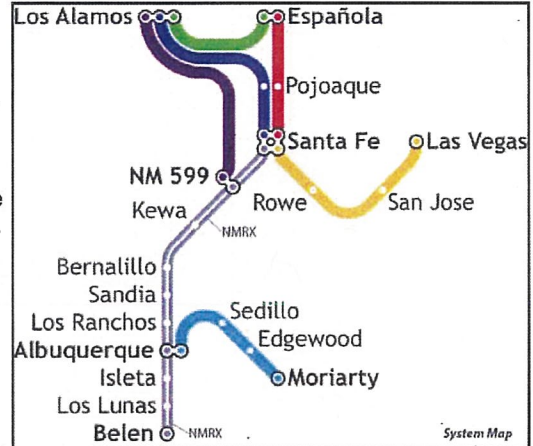 Los Alamos
Española
Pojoaque
Santa Fe
Las Vegas
NM 599
Kewa
Rowe
San Jose
NMRX
Bernalillo
Sandia
Los Ranchos
Sedillo
Albuquerque
Edgewood
Isleta
Moriarty
Los Lunas
Belen
NMRX
System Map